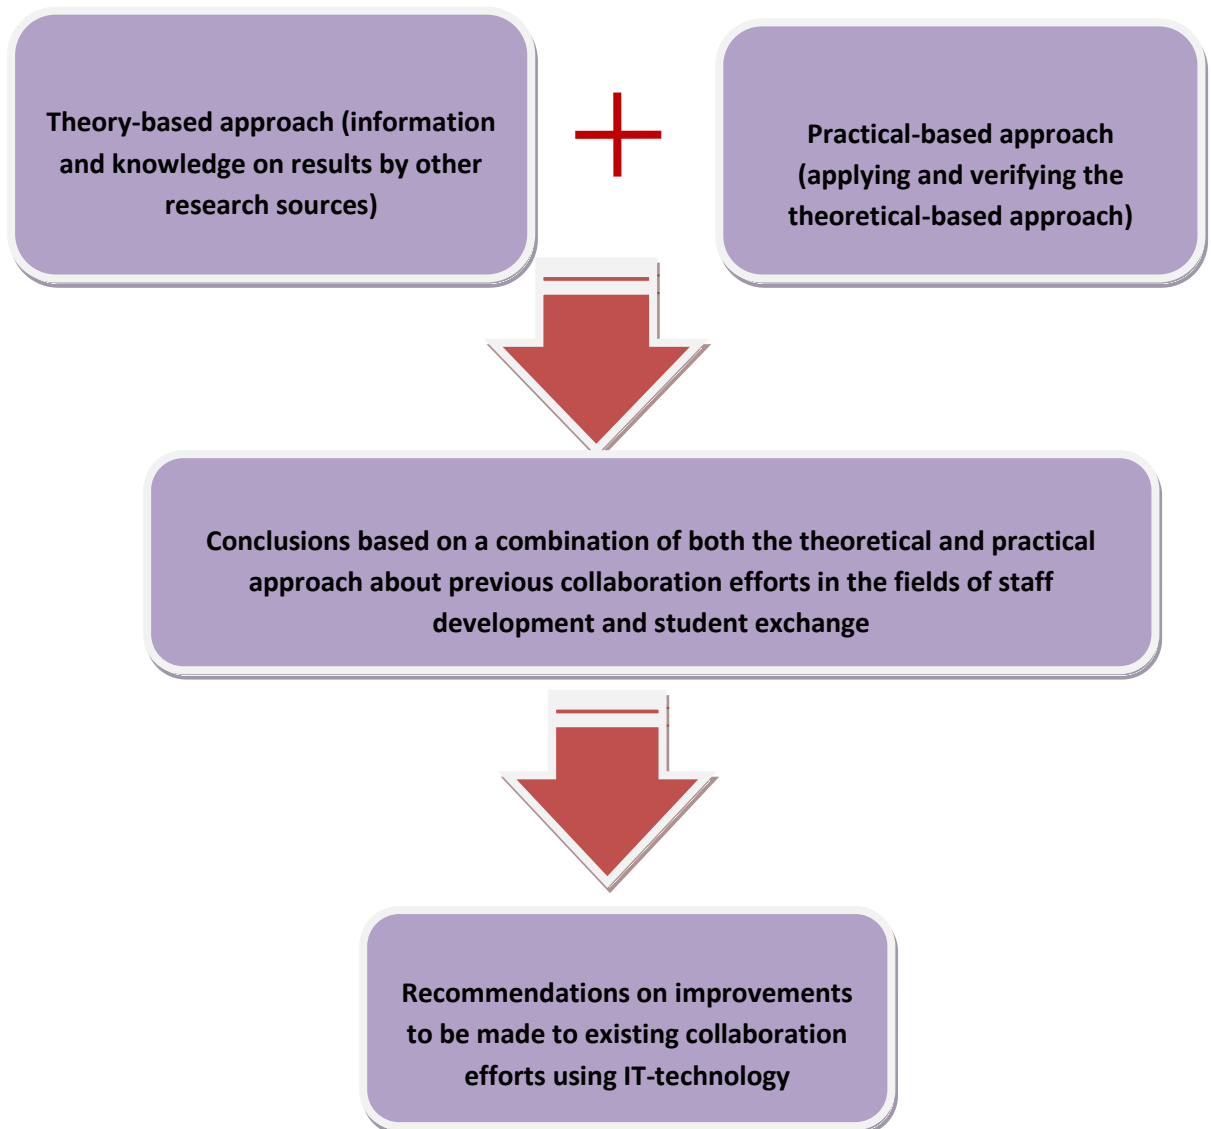 Theory-based approach (information
and knowledge on results by other
research sources)
Practical-based approach
(applying and verifying the
theoretical-based approach)
Conclusions based on a combination of both the theoretical and practical
approach about previous collaboration efforts in the fields of staff
development and student exchange
Recommendations on improvements
to be made to existing collaboration
efforts using IT-technology